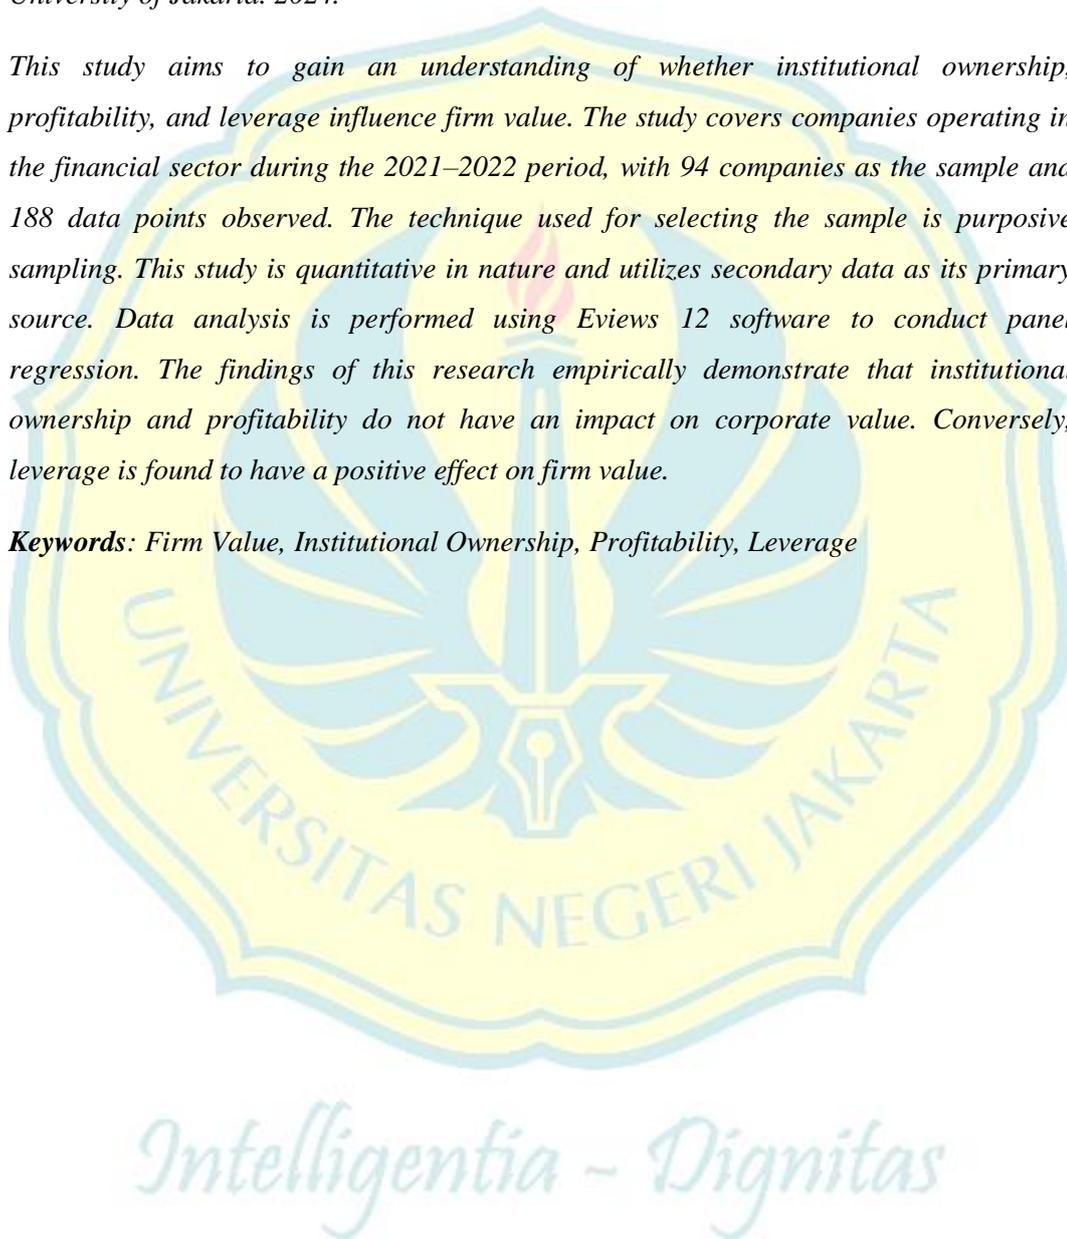 University of Jakarta. 2024.
This study aims to gain an understanding of whether institutional ownership,
profitability, and leverage influence firm value. The study covers companies operating in
the financial sector during the 2021–2022 period, with 94 companies as the sample and
188 data points observed. The technique used for selecting the sample is purposive
sampling. This study is quantitative in nature and utilizes secondary data as its primary
source. Data analysis is performed using Eviews 12 software to conduct panel
regression. The findings of this research empirically demonstrate that institutional
ownership and profitability do not have an impact on corporate value. Conversely,
leverage is found to have a positive effect on firm value.
Keywords: Firm Value, Institutional Ownership, Profitability, Leverage
UNIVERSITAS NEGERI JAKARTA
Intelligentia - Dignitas